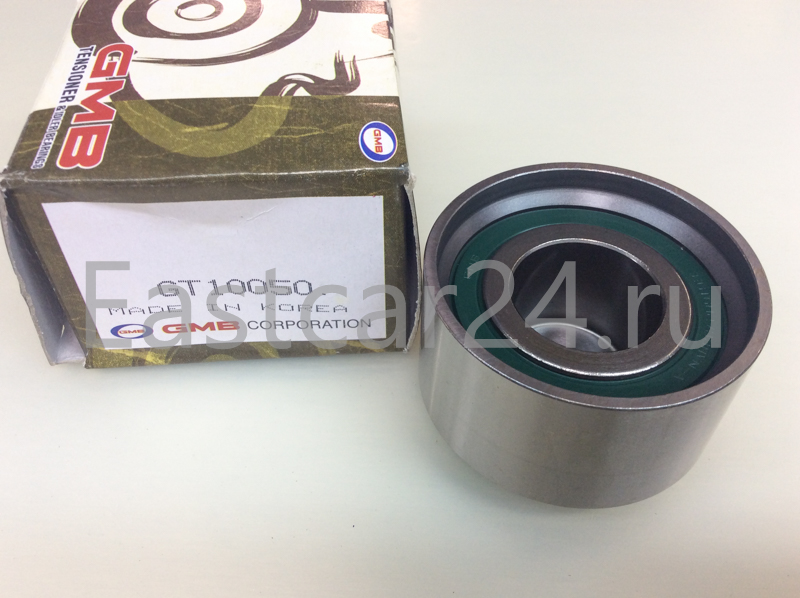 GMB
TENSIONER & IDLER BEARINGS
GMB
GT10050
MADE IN KOREA
GMB GMB CORPORATION
Eastcar24.ru